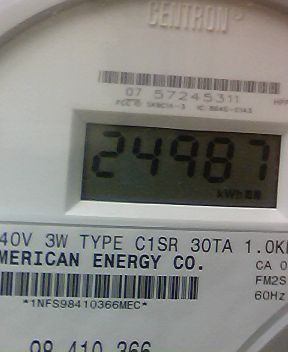 CENTRON
07 57245311 HPF
24987
kWh
40V 3W TYPE C1SR 30TA 1.0K
MERICAN ENERGY CO.
CA 0
FM2S
60Hz
*1NFS98410366MEC*
98 410 366